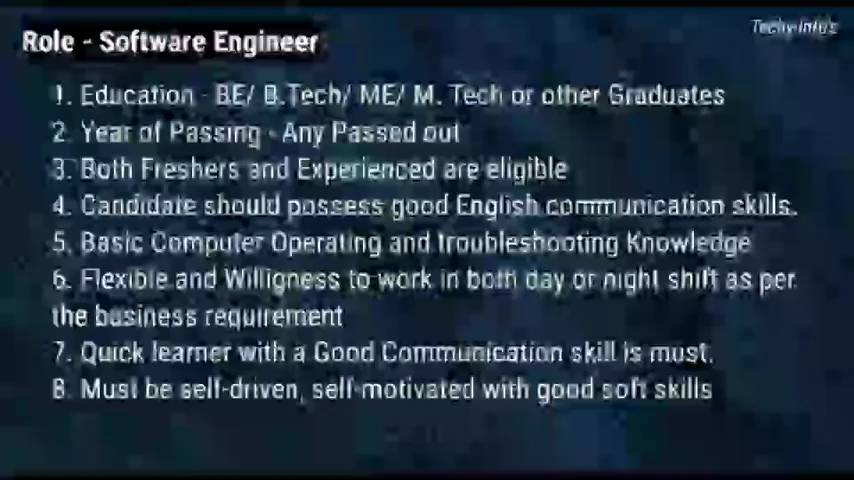 Techy-Info's
Role - Software Engineer
1. Education - BE/ B.Tech/ ME/ M. Tech or other Graduates
2. Year of Passing - Any Passed out
3. Both Freshers and Experienced are eligible
4. Candidate should possess good English communication skills.
5. Basic Computer Operating and troubleshooting Knowledge
6. Flexible and Willigness to work in both day or night shift as per
the business requirement
7. Quick learner with a Good Communication skill is must.
8. Must be self-driven, self-motivated with good soft skills